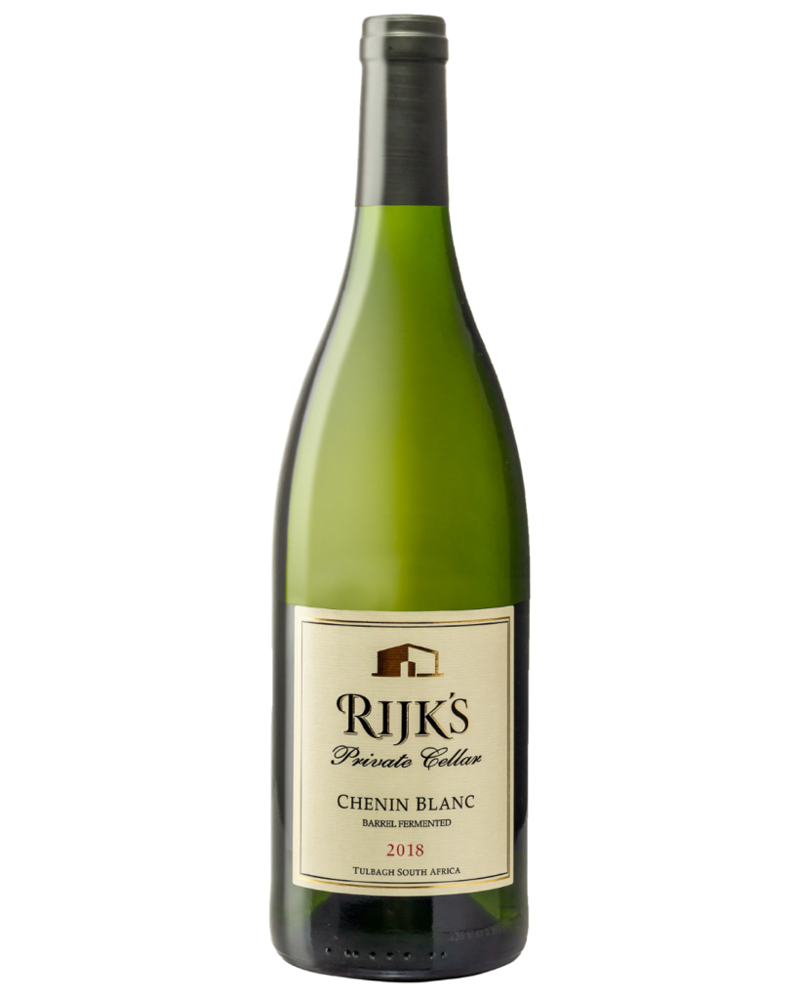 RIJK'S
Private Cellar
CHENIN BLANC
BARREL FERMENTED
2018
TULBAGH SOUTH AFRICA